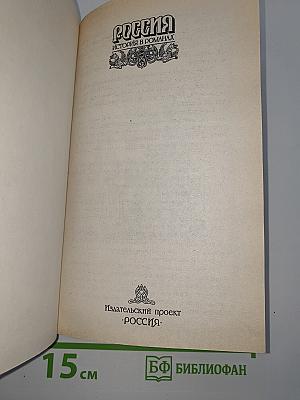 РОССИЯ
ИСТОРИЯ В РОМАНАХ
Издательский проект
·РОССИЯ·
15 см
БФ БИБЛИОФАН